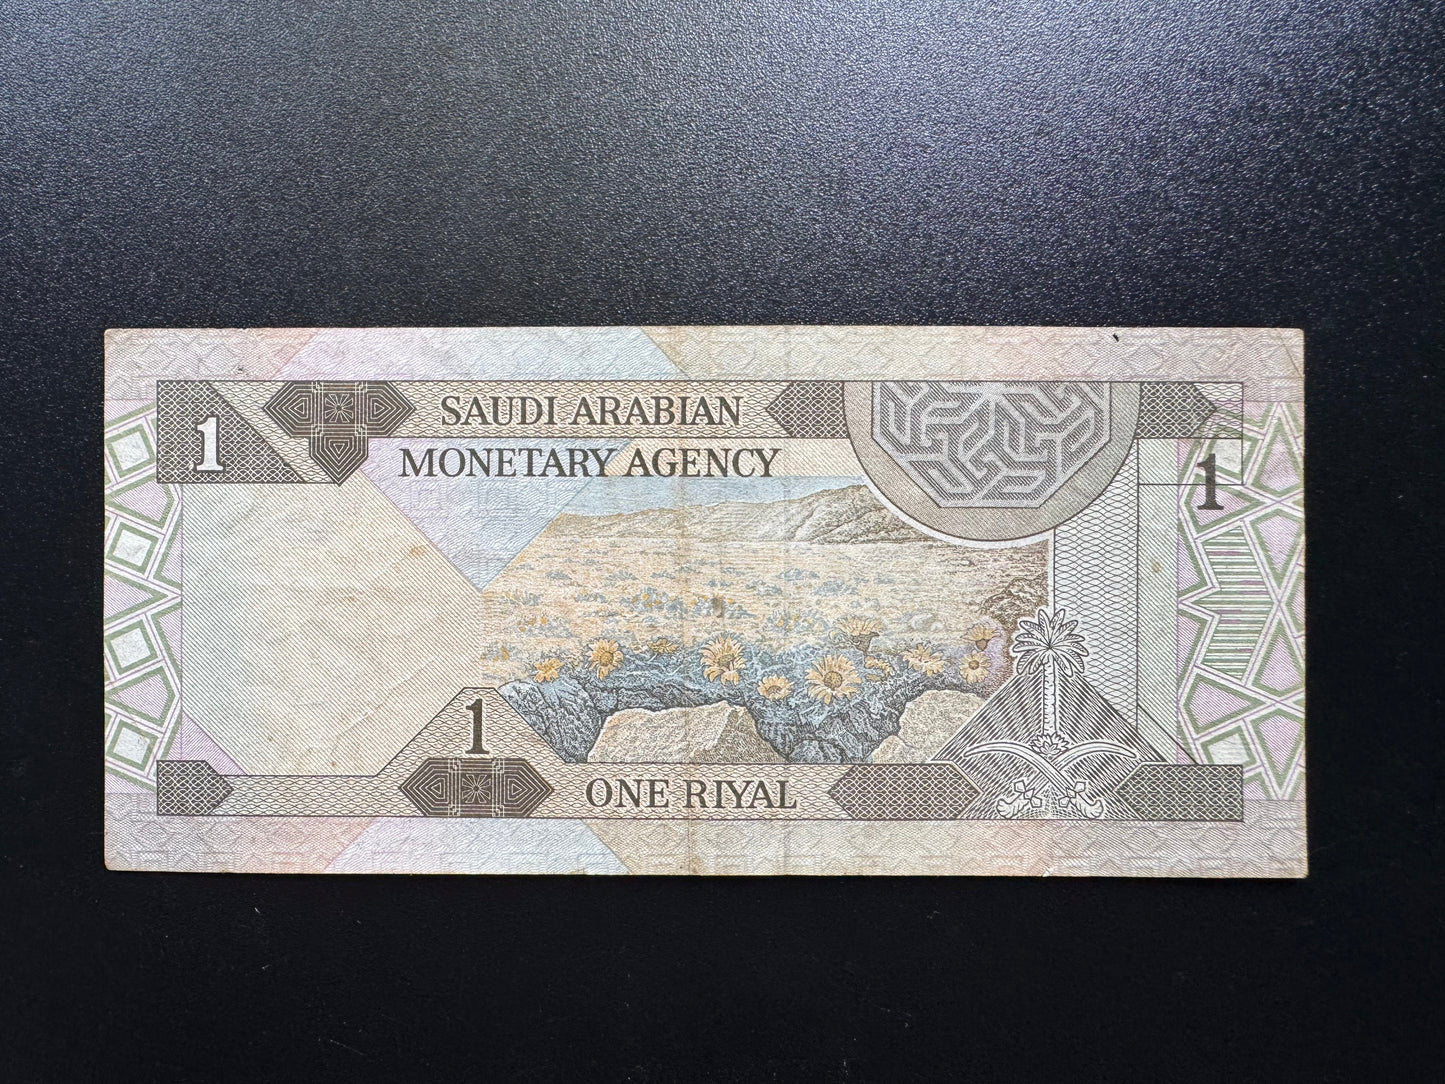 1
SAUDI ARABIAN
MONETARY AGENCY
1
1
ONE RIYAL